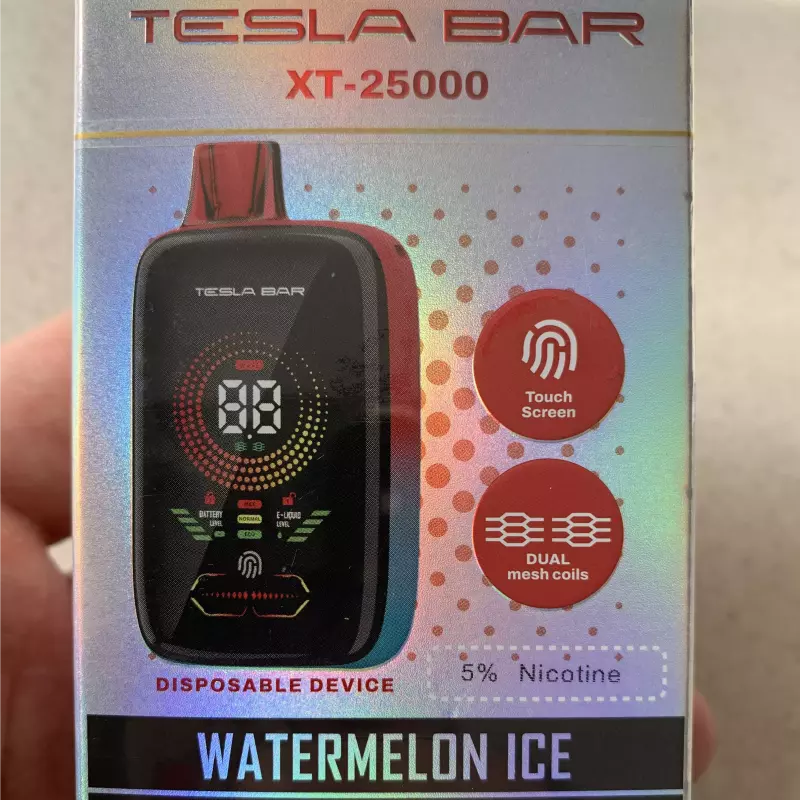 TESLA BAR
XT-25000
TESLA BAR
88
BATTERY LEVEL
MAX
NORMAL
ECO
E-LIQUID LEVEL
Touch
Screen
DUAL
mesh coils
5% Nicotine
DISPOSABLE DEVICE
WATERMELON ICE